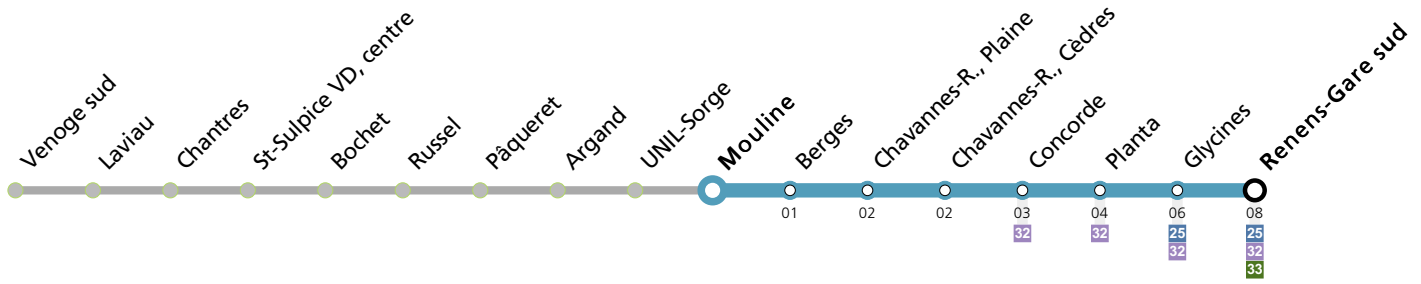 Venoge sud
Laviau
Chantres
St-Sulpice VD, centre
Bochet
Russel
Pâqueret
Argand
UNIL-Sorge
Mouline
Berges
Chavannes-R., Plaine
Chavannes-R., Cèdres
Concorde
Planta
Glycines
Renens-Gare sud
01
02
02
03
04
06
08
32
32
25
25
32
32
33